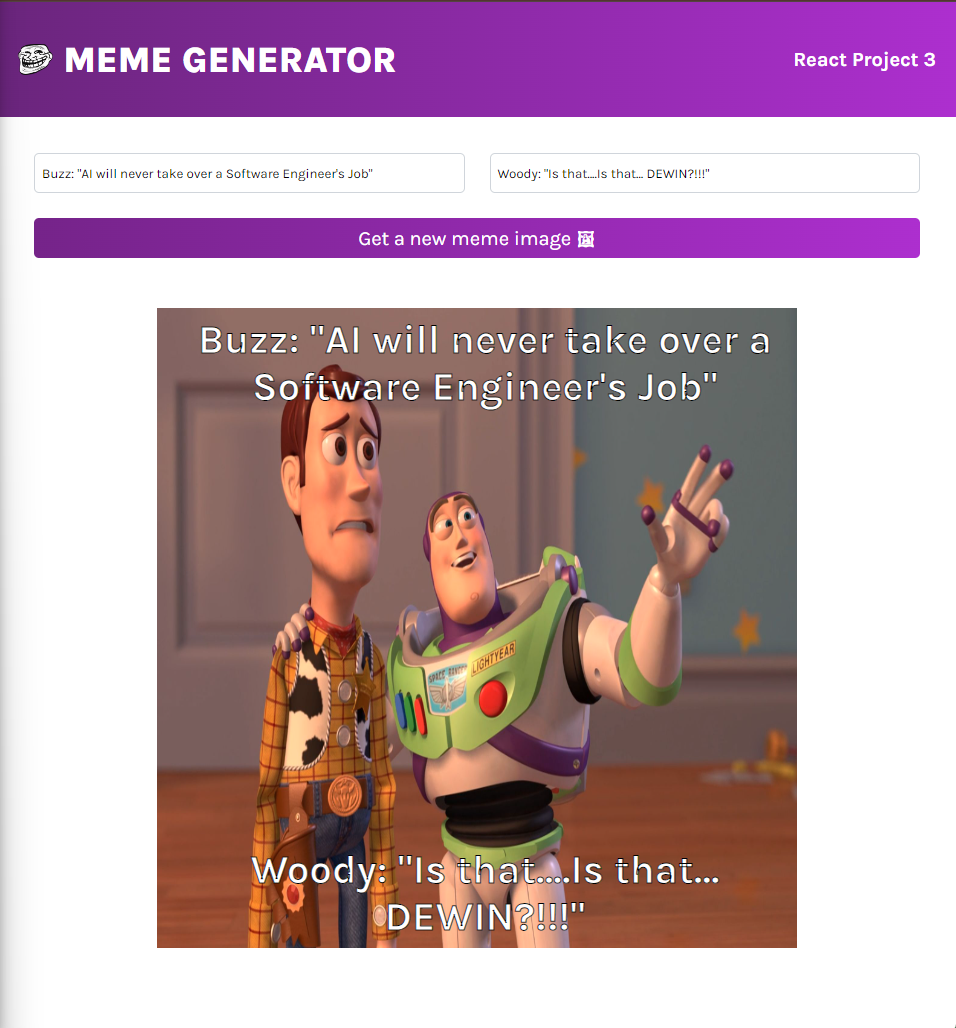 MEME GENERATOR
React Project 3
Buzz: "AI will never take over a Software Engineer's Job"
Woody: "Is that....Is that... DEWIN?!!!"
Get a new meme image 🖼
Buzz: "AI will never take over a
Software Engineer's Job"
SPACE RANGER
LIGHTYEAR
Woody: "Is that....Is that...
DEWIN?!!!"